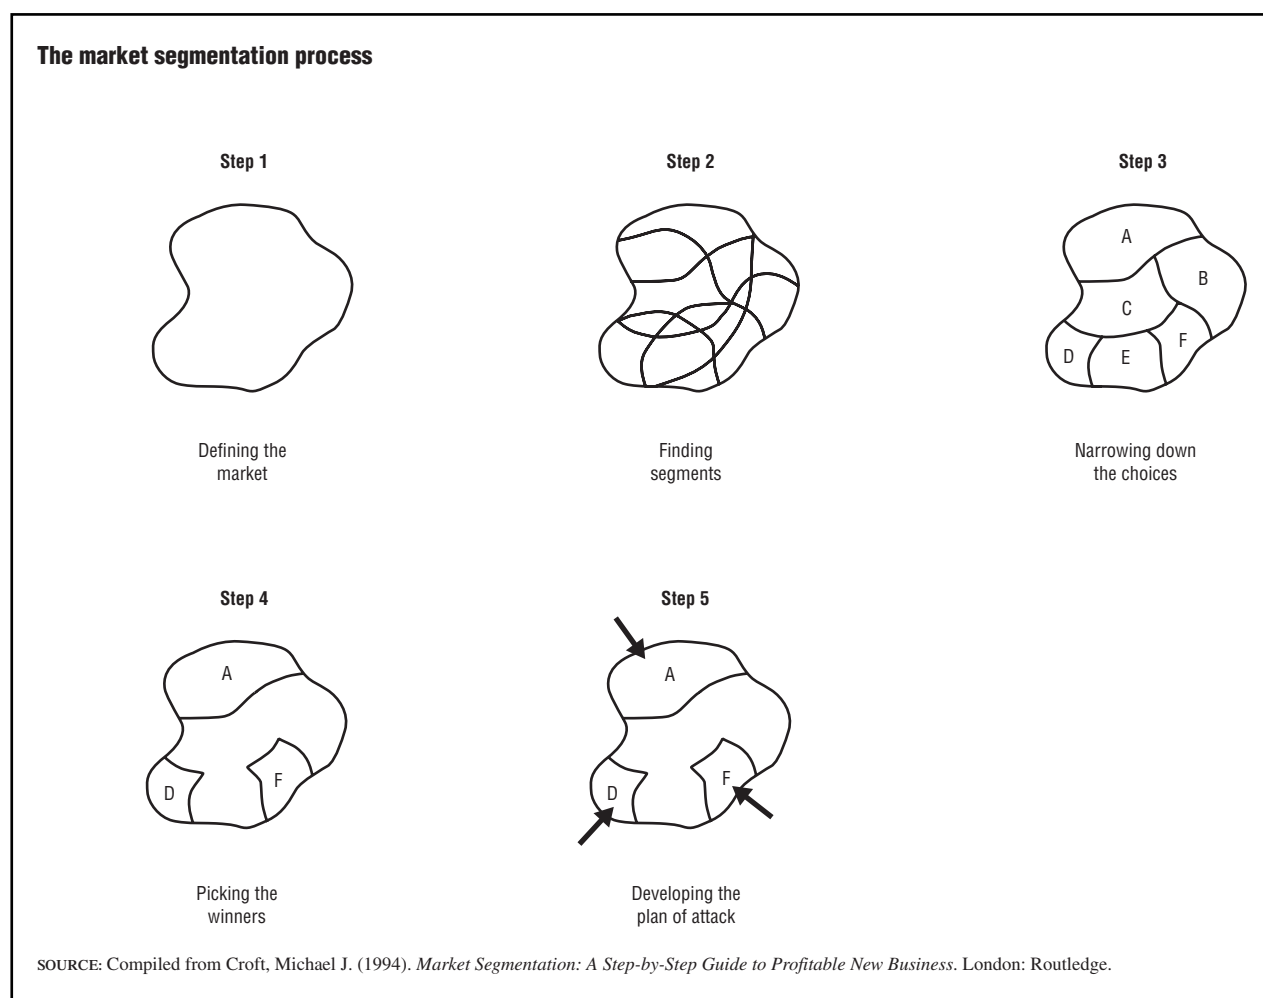 The market segmentation process
Step 1
Step 2
Step 3
A
B
C
D
E
F
Defining the
market
Finding
segments
Narrowing down
the choices
Step 4
Step 5
A
D
F
A
D
F
Picking the
winners
Developing the
plan of attack
SOURCE: Compiled from Croft, Michael J. (1994). Market Segmentation: A Step-by-Step Guide to Profitable New Business. London: Routledge.